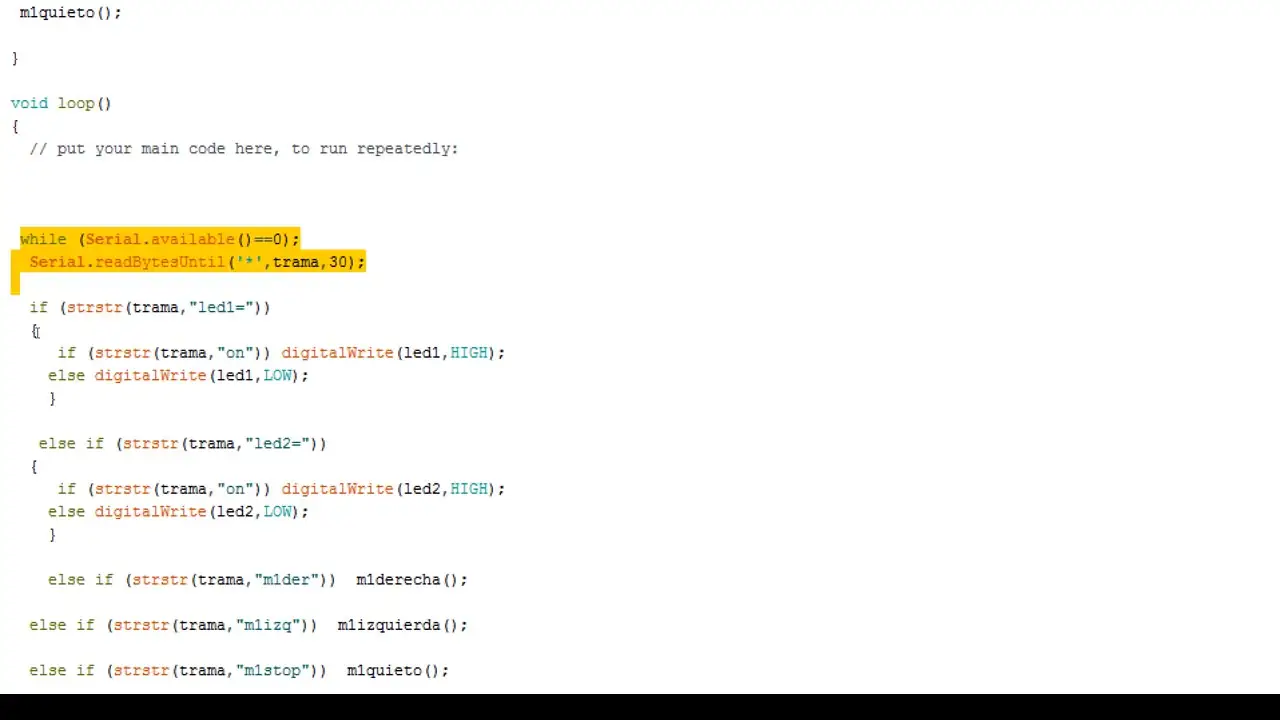 m1quieto();
}
void loop()
{
// put your main code here, to run repeatedly:
while (Serial.available()==0);
Serial.readBytesUntil('*',trama,30);
if (strstr(trama,"led1="))
{
if (strstr(trama,"on")) digitalWrite(led1,HIGH);
else digitalWrite(led1,LOW);
}
else if (strstr(trama,"led2="))
{
if (strstr(trama,"on")) digitalWrite(led2,HIGH);
else digitalWrite(led2,LOW);
}
else if (strstr(trama,"m1der")) m1derecha();
else if (strstr(trama,"m1izq")) m1izquierda();
else if (strstr(trama,"m1stop")) m1quieto();